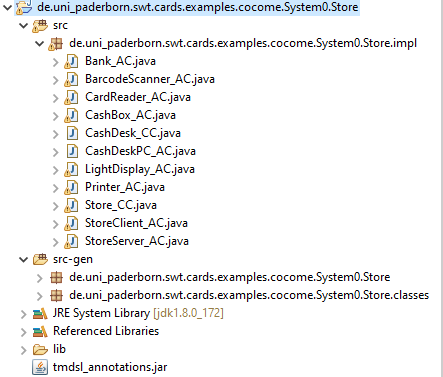 de.uni_paderborn.swt.cards.examples.cocome.System0.Store
src
de.uni_paderborn.swt.cards.examples.cocome.System0.Store.impl
Bank_AC.java
BarcodeScanner_AC.java
CardReader_AC.java
CashBox_AC.java
CashDesk_CC.java
CashDeskPC_AC.java
LightDisplay_AC.java
Printer_AC.java
Store_CC.java
StoreClient_AC.java
StoreServer_AC.java
src-gen
de.uni_paderborn.swt.cards.examples.cocome.System0.Store
de.uni_paderborn.swt.cards.examples.cocome.System0.Store.classes
JRE System Library [jdk1.8.0_172]
Referenced Libraries
lib
tmdsl_annotations.jar